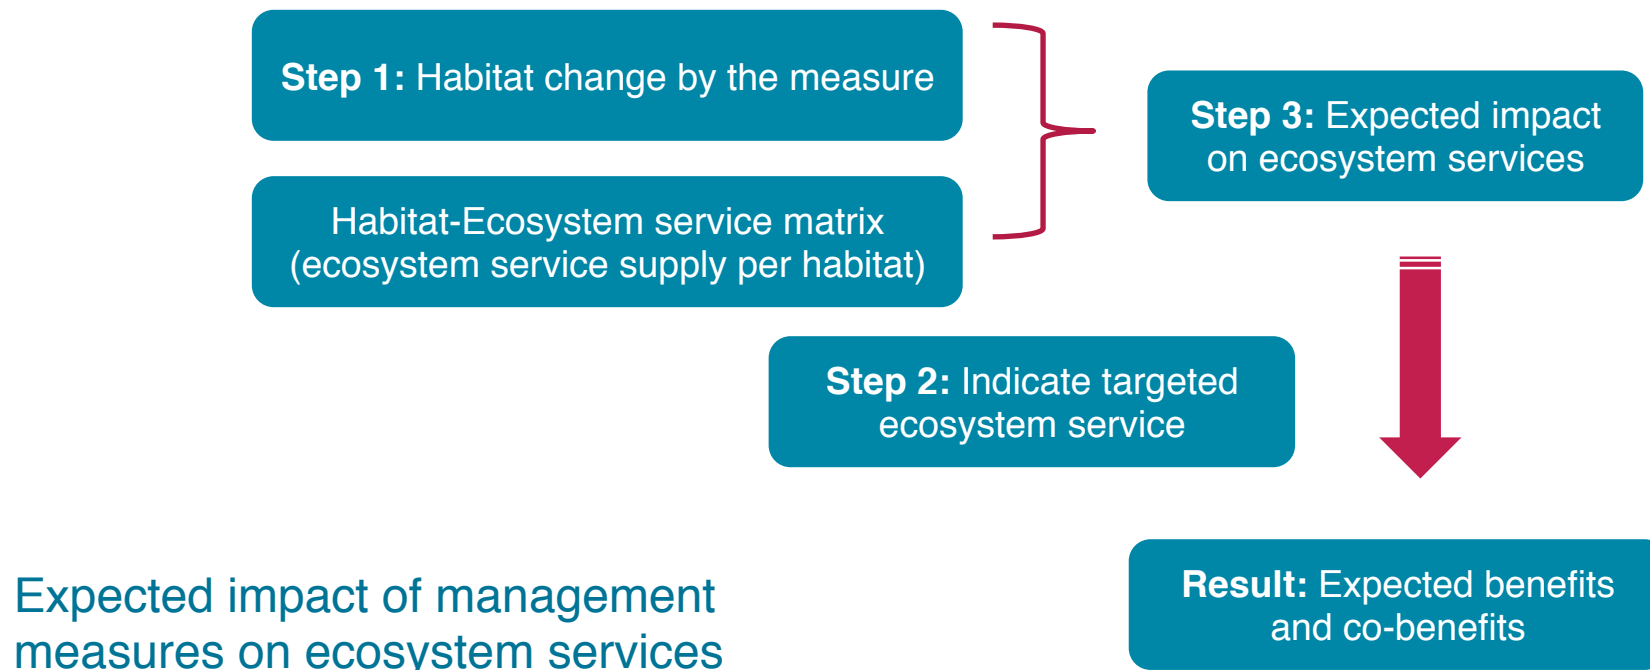 Step 1: Habitat change by the measure
Habitat-Ecosystem service matrix
(ecosystem service supply per habitat)
Step 3: Expected impact
on ecosystem services
Step 2: Indicate targeted
ecosystem service
Result: Expected benefits
and co-benefits
Expected impact of management
measures on ecosystem services